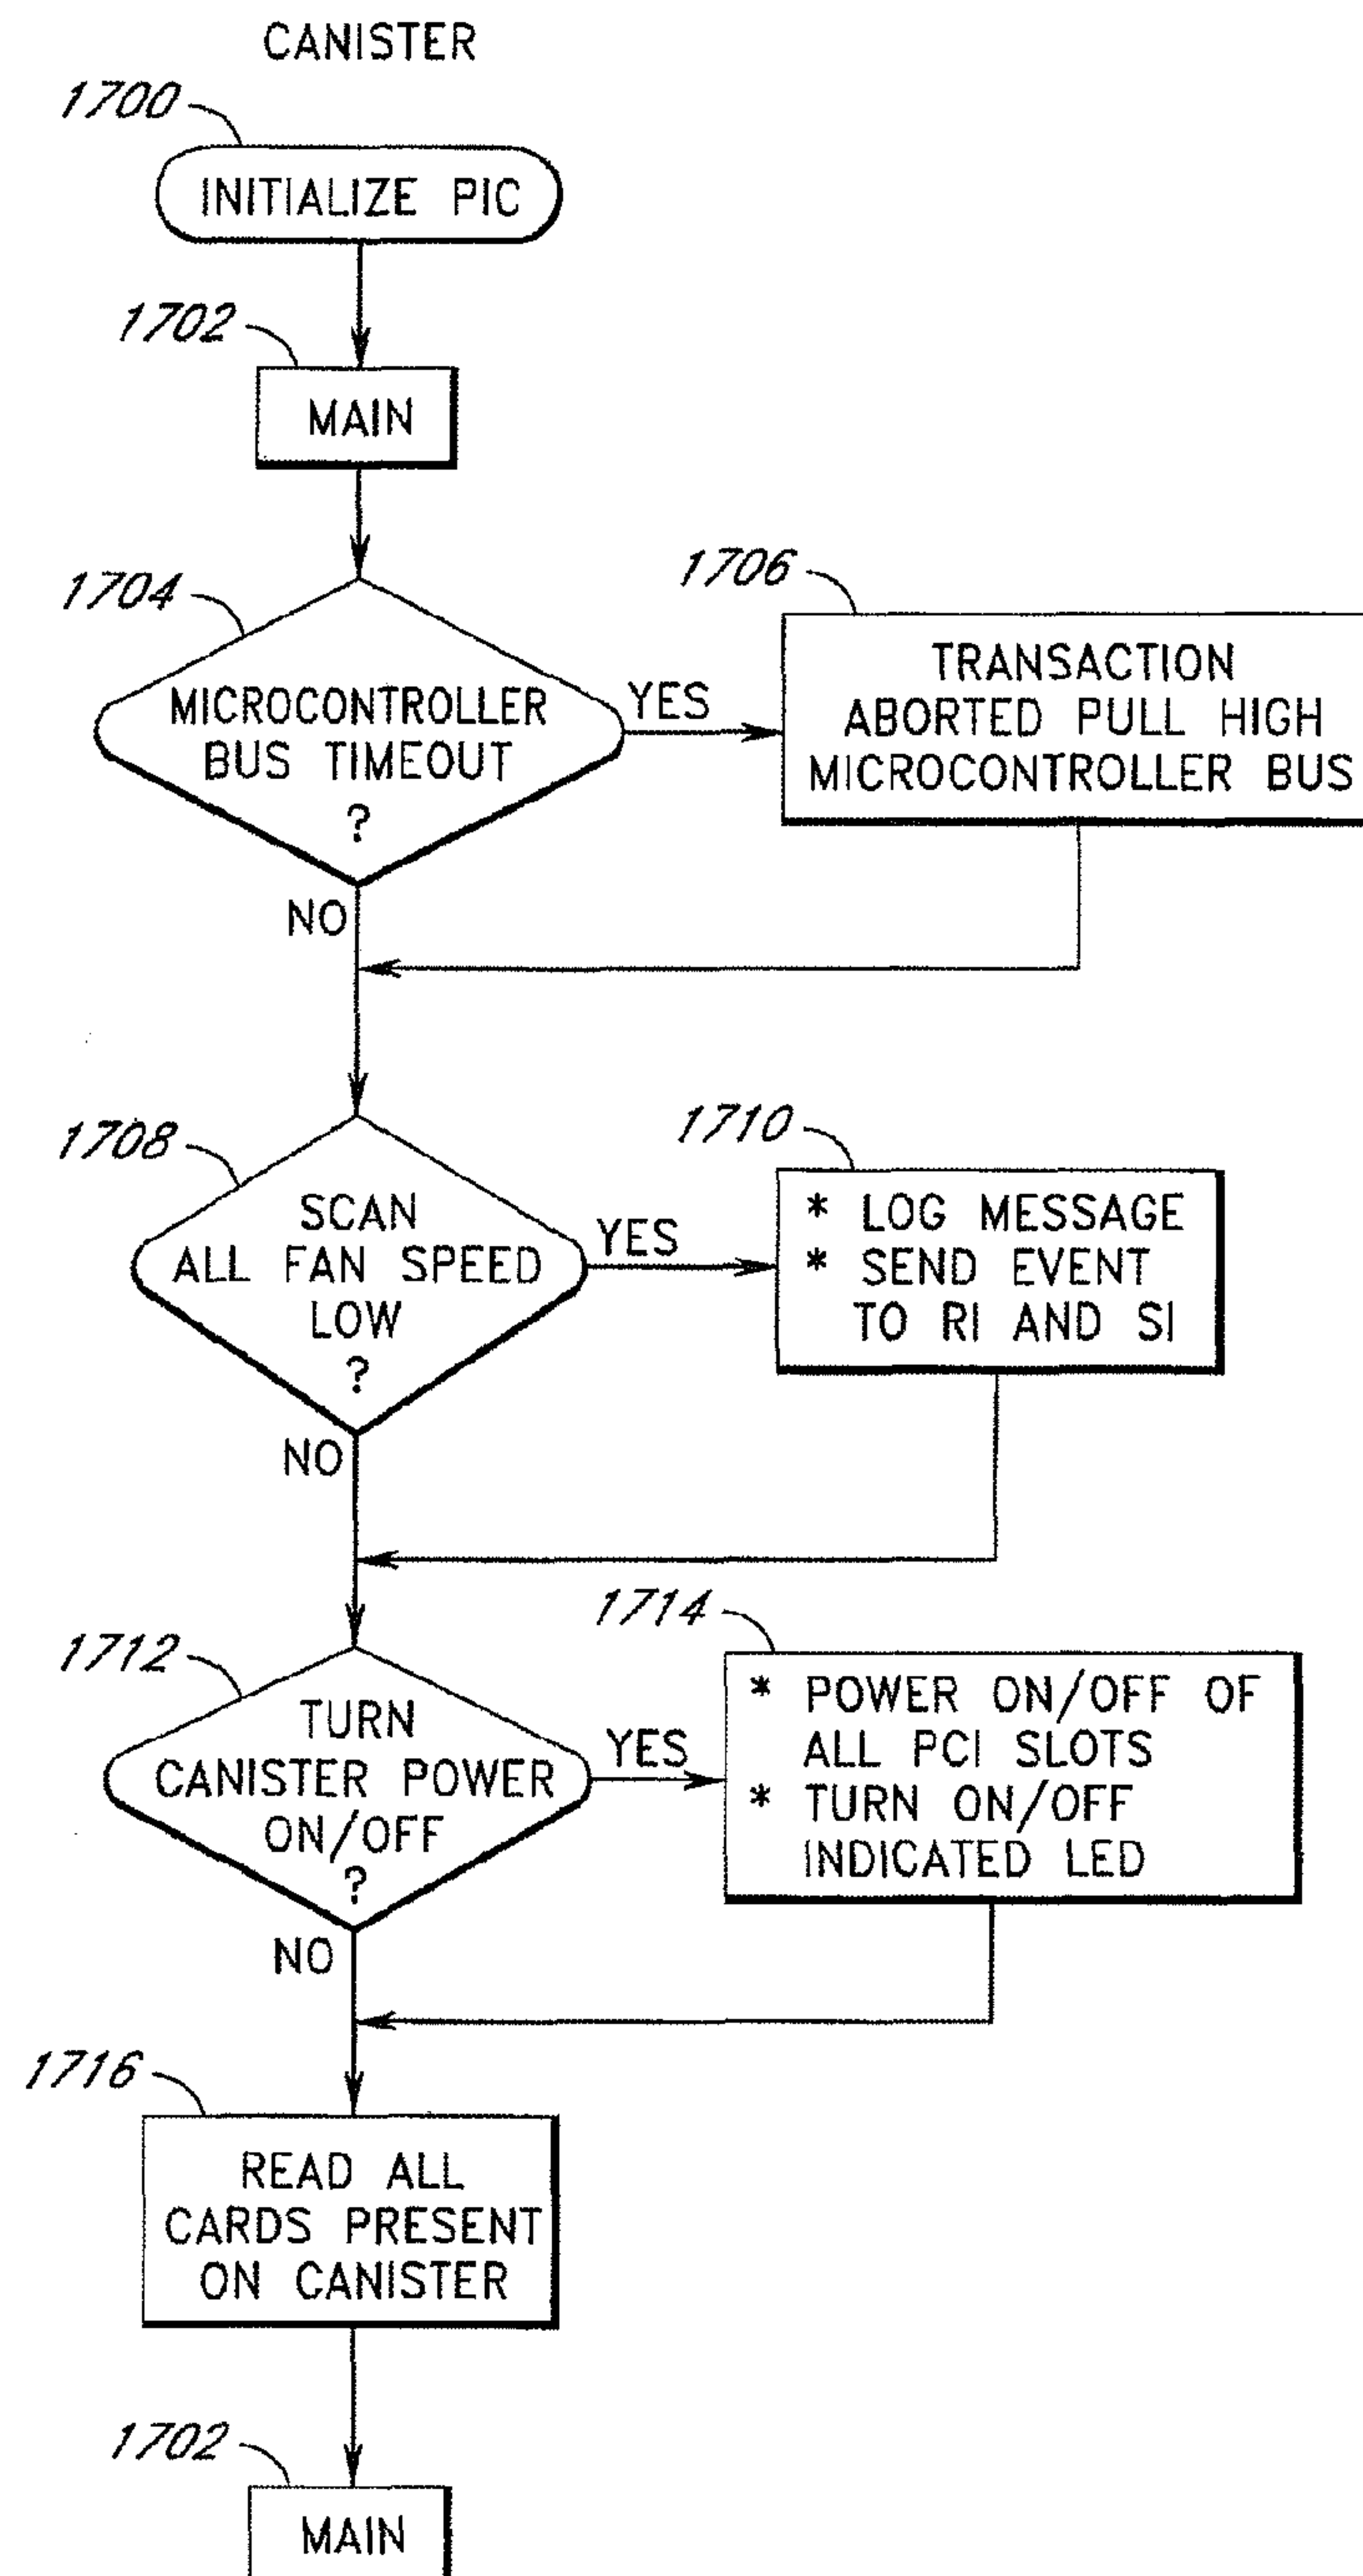 CANISTER
1700
INITIALIZE PIC
1702
MAIN
1704
MICROCONTROLLER
BUS TIMEOUT
?
YES
NO
1706
TRANSACTION
ABORTED PULL HIGH
MICROCONTROLLER BUS
1708
SCAN
ALL FAN SPEED
LOW
?
YES
NO
1710
* LOG MESSAGE
* SEND EVENT
TO RI AND SI
1712
TURN
CANISTER POWER
ON/OFF
?
YES
NO
1714
* POWER ON/OFF OF
ALL PCI SLOTS
* TURN ON/OFF
INDICATED LED
1716
READ ALL
CARDS PRESENT
ON CANISTER
1702
MAIN